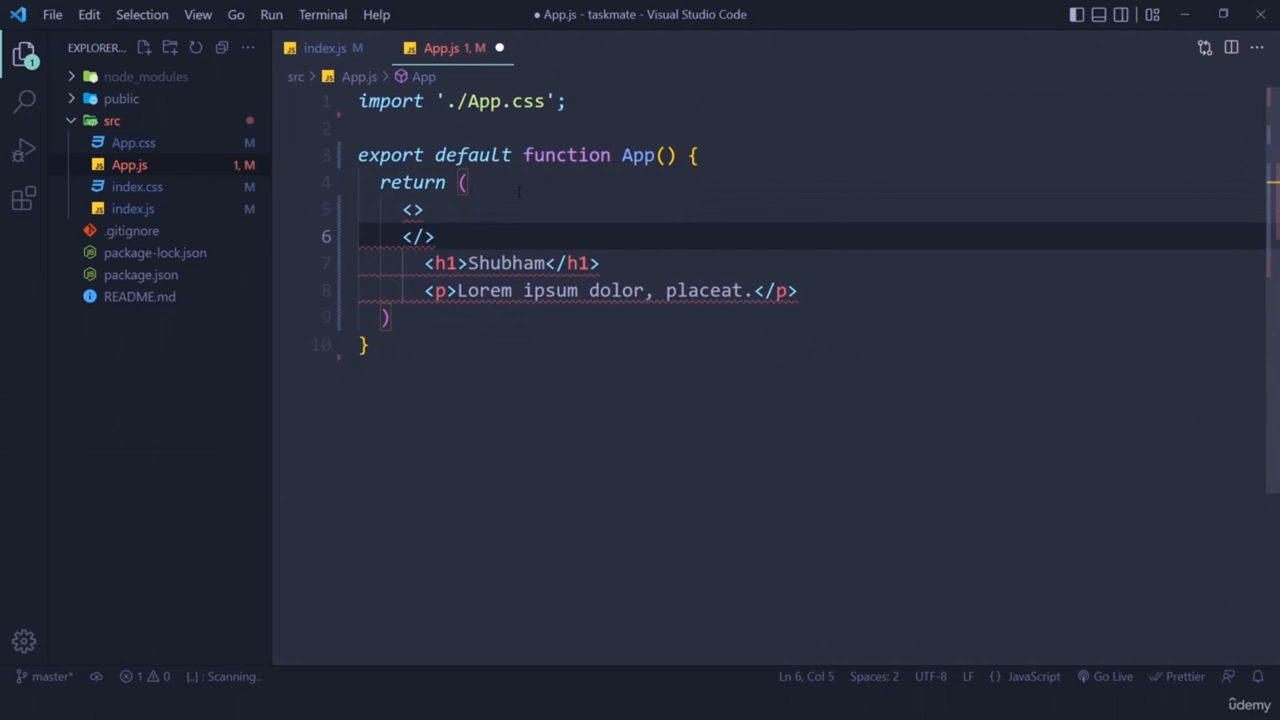 File Edit Selection View Go Run Terminal Help
● App.js - taskmate - Visual Studio Code
EXPLORER...
index.js M
App.js 1, M
node_modules
public
src
App.css M
App.js 1, M
index.css M
index.js M
.gitignore
package-lock.json
package.json
README.md
1
src > App.js > App
1 import './App.css';
2
3 export default function App() {
4 return (
5 <>
6 </>
7 <h1>Shubham</h1>
8 <p>Lorem ipsum dolor, placeat.</p>
9 )
10 }
master* 1 0 {..} : Scanning.. Ln 6, Col 5 Spaces: 2 UTF-8 LF {} JavaScript Go Live Prettier
ûdemy